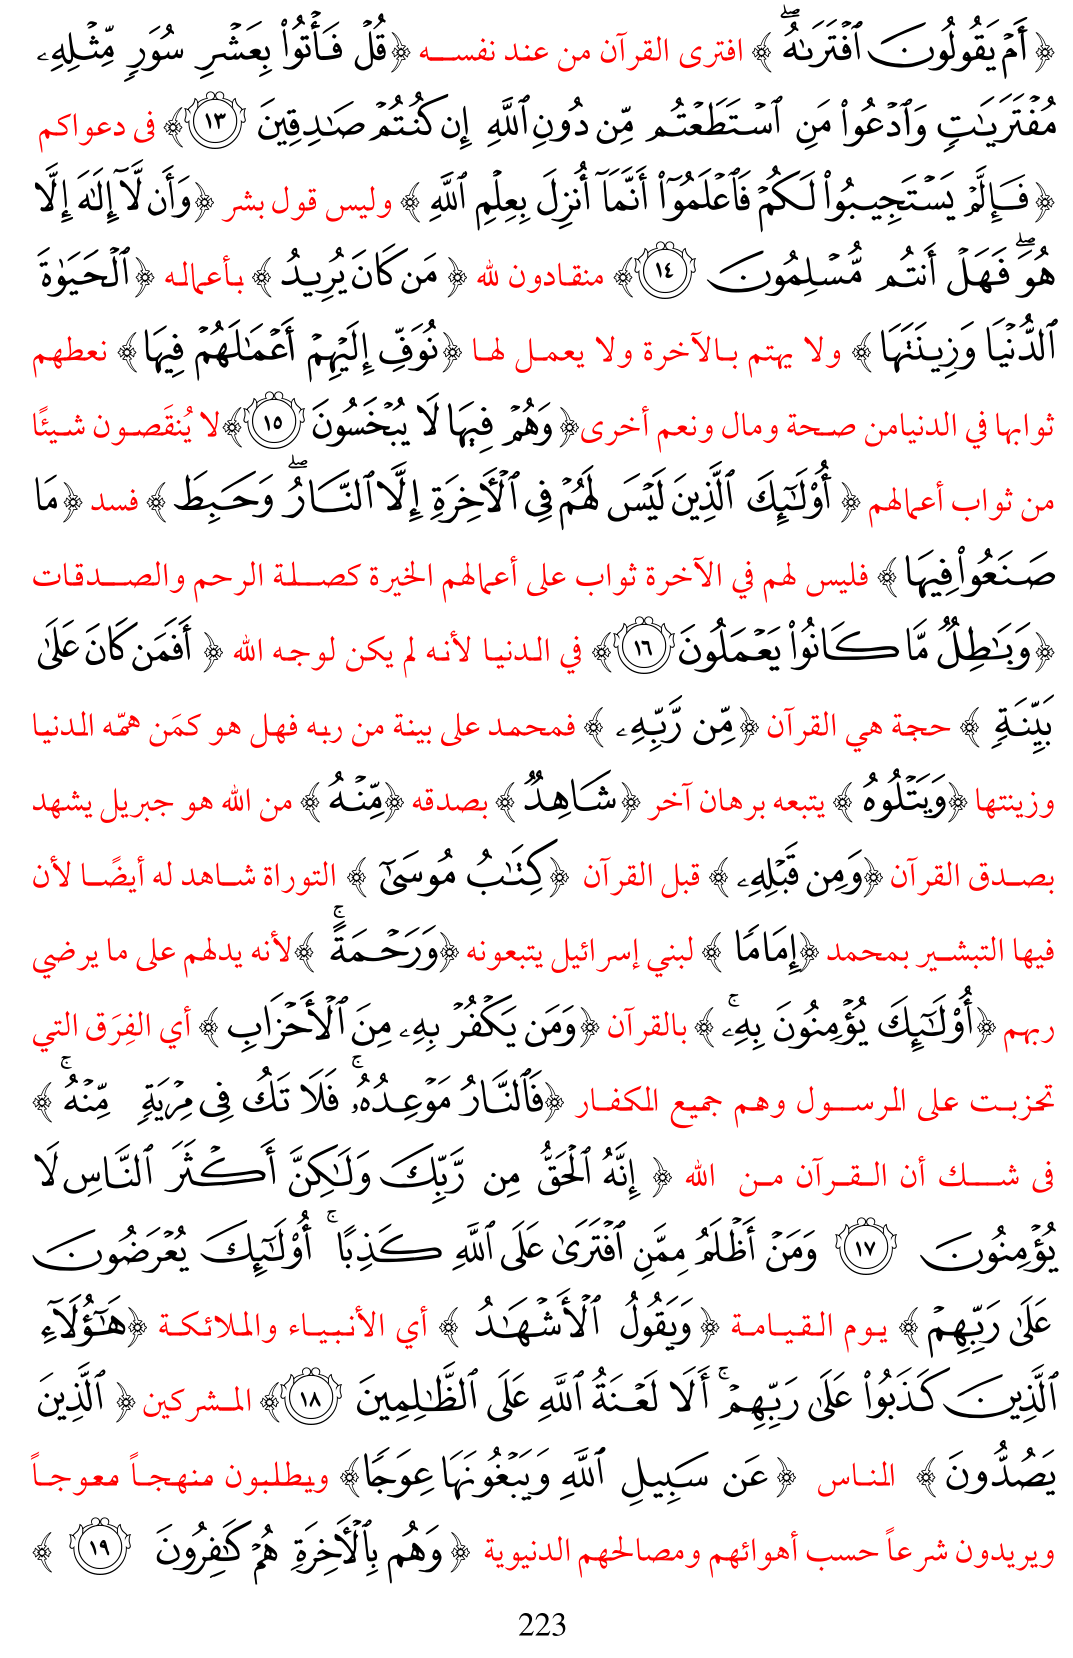 ﴿ أَمۡ يَقُولُونَ ٱفۡتَرَىٰهُۖ ﴾ افترى القرآن من عند نفسه ﴿قُلۡ فَأۡتُواْ بِعَشۡرِ سُوَرٖ مِّثۡلِهِۦ
مُفۡتَرَيَٰتٖ وَٱدۡعُواْ مَنِ ٱسۡتَطَعۡتُم مِّن دُونِ ٱللَّهِ إِن كُنتُمۡ صَٰدِقِينَ ١٣﴾ فى دعواكم
﴿ فَإِلَّمۡ يَسۡتَجِيبُواْ لَكُمۡ فَٱعۡلَمُوٓاْ أَنَّمَآ أُنزِلَ بِعِلۡمِ ٱللَّهِ ﴾ وليس قول بشر ﴿وَأَن لَّآ إِلَٰهَ إِلَّا
هُوَۖ فَهَلۡ أَنتُم مُّسۡلِمُونَ ١٤﴾ منقادون لله ﴿ مَن كَانَ يُرِيدُ ﴾ بأعماله ﴿ ٱلۡحَيَوٰةَ
ٱلدُّنۡيَا وَزِينَتَهَا ﴾ ولا يهتم بالآخرة ولا يعمل لها ﴿نُوَفِّ إِلَيۡهِمۡ أَعۡمَٰلَهُمۡ فِيهَا﴾ نعطهم
ثوابها في الدنيامن صحة ومال ونعم أخرى﴿وَهُمۡ فِيهَا لَا يُبۡخَسُونَ ١٥﴾لا يُنقَصون شيئًا
من ثواب أعمالهم ﴿ أُوْلَٰٓئِكَ ٱلَّذِينَ لَيۡسَ لَهُمۡ فِي ٱلۡأٓخِرَةِ إِلَّا ٱلنَّارُۖ وَحَبِطَ ﴾ فسد ﴿مَا
صَنَعُواْ فِيهَا ﴾ فليس لهم في الآخرة ثواب على أعمالهم الخيرة كصلة الرحم والصدقات
﴿وَبَٰطِلٞ مَّا كَانُواْ يَعۡمَلُونَ ١٦﴾ في الدنيا لأنه لم يكن لوجه الله ﴿ أَفَمَن كَانَ عَلَىٰ
بَيِّنَةٖ ﴾ حجة هي القرآن ﴿مِّن رَّبِّهِۦ ﴾ فمحمد على بينة من ربه فهل هو كمَن همّه الدنيا
وزينتها ﴿وَيَتۡلُوهُ ﴾ يتبعه برهان آخر ﴿شَاهِدٞ﴾ بصدقه ﴿مِّنۡهُ﴾ من الله هو جبريل يشهد
بصدق القرآن ﴿وَمِن قَبۡلِهِۦ ﴾ قبل القرآن ﴿كِتَٰبُ مُوسَىٰٓ ﴾ التوراة شاهد له أيضًا لأن
فيها التبشير بمحمد ﴿إِمَامٗا ﴾ لبني إسرائيل يتبعونه ﴿وَرَحۡمَةًۚ ﴾لأنه يدلهم على ما يرضي
ربهم ﴿أُوْلَٰٓئِكَ يُؤۡمِنُونَ بِهِۦۚ ﴾ بالقرآن ﴿وَمَن يَكۡفُرۡ بِهِۦ مِنَ ٱلۡأَحۡزَابِ ﴾ أي الفِرَق التي
تحزبت على المرسول وهم جميع المكفار ﴿فَٱلنَّارُ مَوۡعِدُهُۥۚ فَلَا تَكُ فِي مِرۡيَةٖ مِّنۡهُۚ ﴾
فى شك أن القرآن من الله ﴿ إِنَّهُ ٱلۡحَقُّ مِن رَّبِّكَ وَلَٰكِنَّ أَكۡثَرَ ٱلنَّاسِ لَا
يُؤۡمِنُونَ ١٧ وَمَنۡ أَظۡلَمُ مِمَّنِ ٱفۡتَرَىٰ عَلَى ٱللَّهِ كَذِبًاۚ أُوْلَٰٓئِكَ يُعۡرَضُونَ
عَلَىٰ رَبِّهِمۡ ﴾ يوم القيامة ﴿ وَيَقُولُ ٱلۡأَشۡهَٰدُ ﴾ أي الأنبياء والملائكة ﴿هَٰٓؤُلَآءِ
ٱلَّذِينَ كَذَبُواْ عَلَىٰ رَبِّهِمۡۚ أَلَا لَعۡنَةُ ٱللَّهِ عَلَى ٱلظَّٰلِمِينَ ١٨﴾ المشركين ﴿ ٱلَّذِينَ
يَصُدُّونَ ﴾ الناس ﴿ عَن سَبِيلِ ٱللَّهِ وَيَبۡغُونَهَا عِوَجٗا﴾ ويطلبون منهجاً معوجاً
ويريدون شرعاً حسب أهوائهم ومصالحهم الدنيوية ﴿ وَهُم بِٱلۡأٓخِرَةِ هُمۡ كَٰفِرُونَ ١٩ ﴾
223